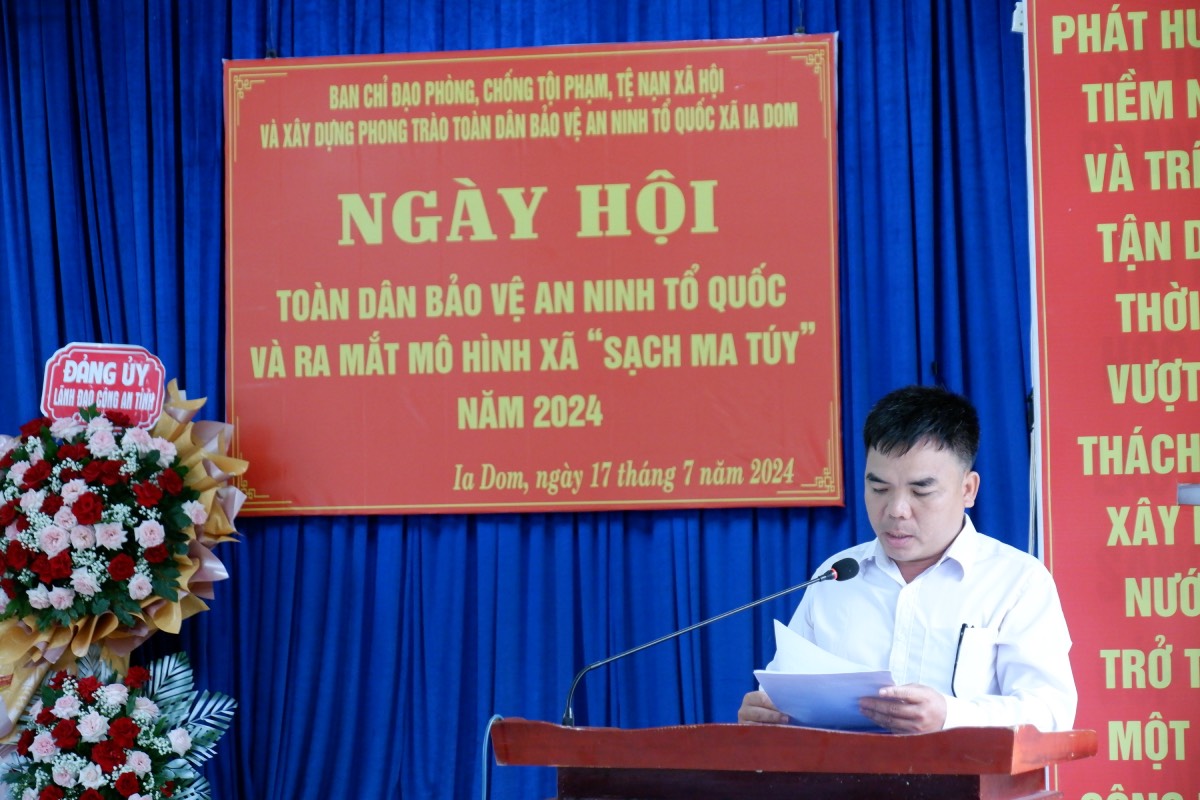 BAN CHỈ ĐẠO PHÒNG, CHỐNG TỘI PHẠM, TỆ NẠN XÃ HỘI
VÀ XÂY DỰNG PHONG TRÀO TOÀN DÂN BẢO VỆ AN NINH TỔ QUỐC XÃ IA DOM
NGÀY HỘI
TOÀN DÂN BẢO VỆ AN NINH TỔ QUỐC
VÀ RA MẮT MÔ HÌNH XÃ “SẠCH MA TÚY”
NĂM 2024
Ia Dom, ngày 17 tháng 7 năm 2024
ĐẢNG ỦY
LÃNH ĐẠO CÔNG AN TỈNH
PHÁT HU
TIỀM N
VÀ TRÍ
TẬN D
THỜI
VƯỢT
THÁCH
XÂY
NƯỚ
TRỞ T
MỘT